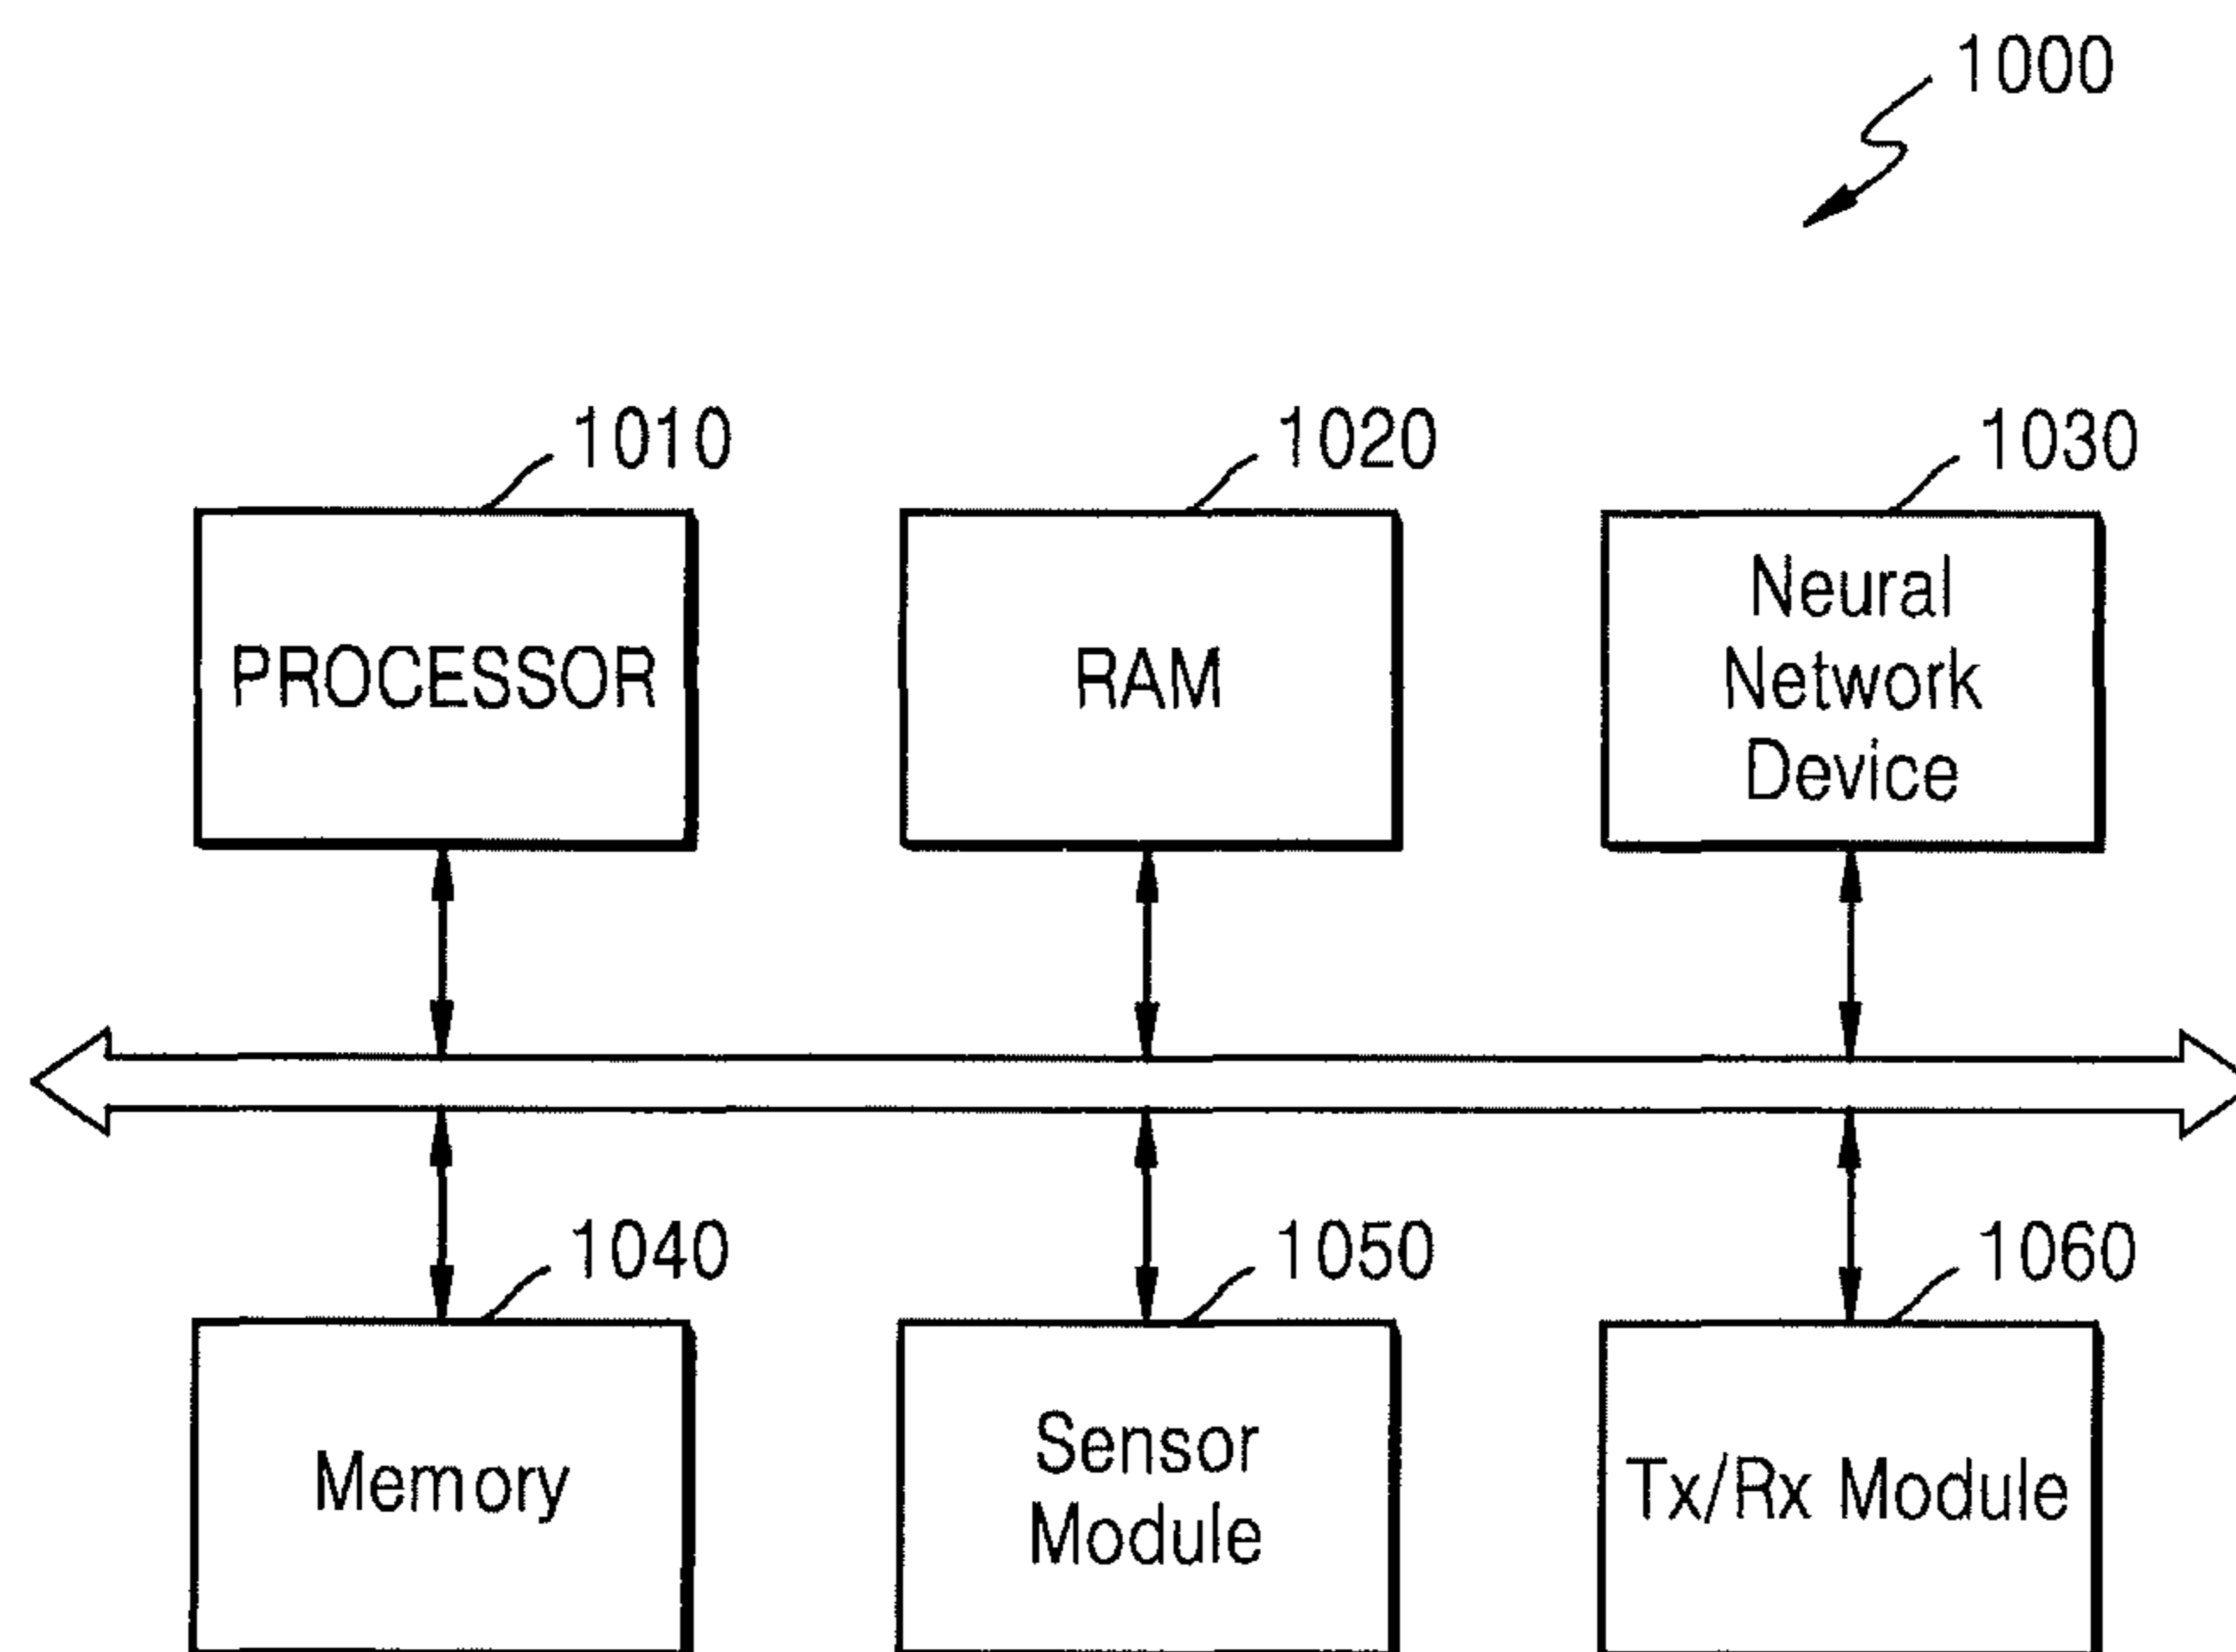 1000
1010
PROCESSOR
1020
RAM
1030
Neural
Network
Device
1040
Memory
1050
Sensor
Module
1060
Tx/Rx Module